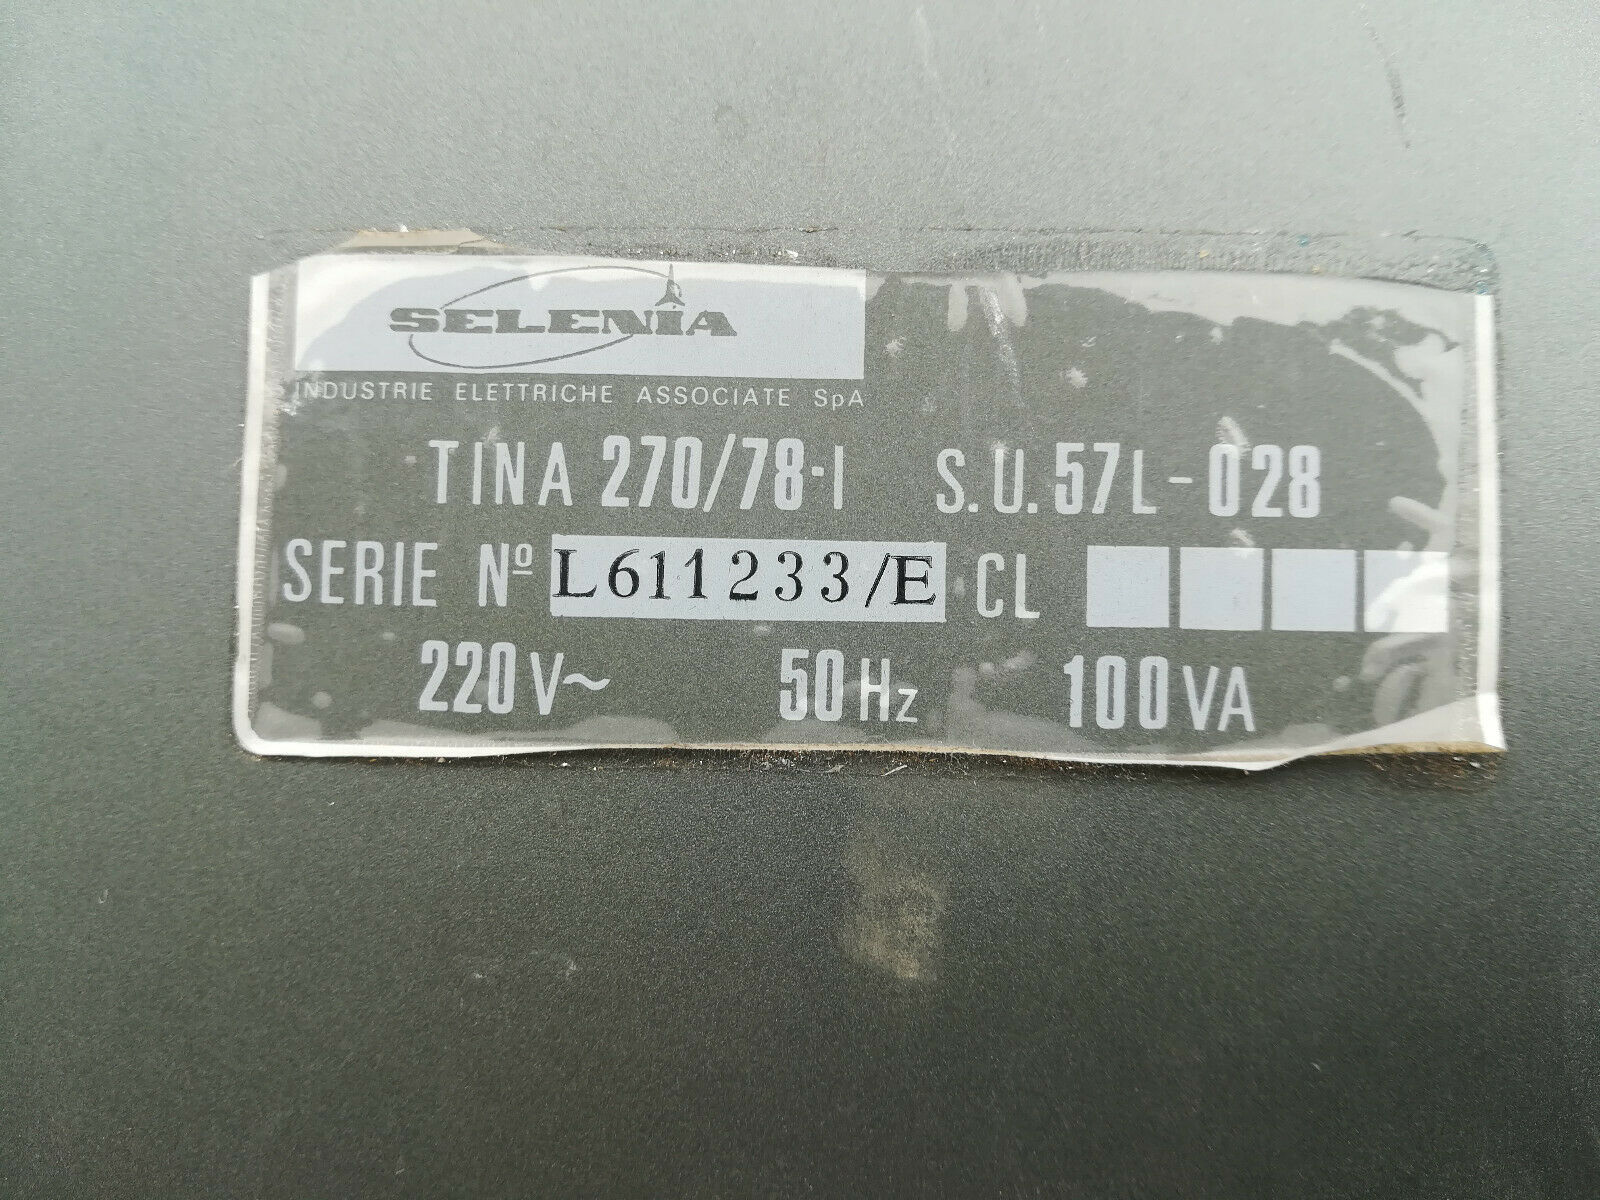 SELENIA
INDUSTRIE ELETTRICHE ASSOCIATE SpA
TINA 270/78-I S.U. 57L-028
SERIE Nº L611233/E CL
220V~ 50Hz 100VA